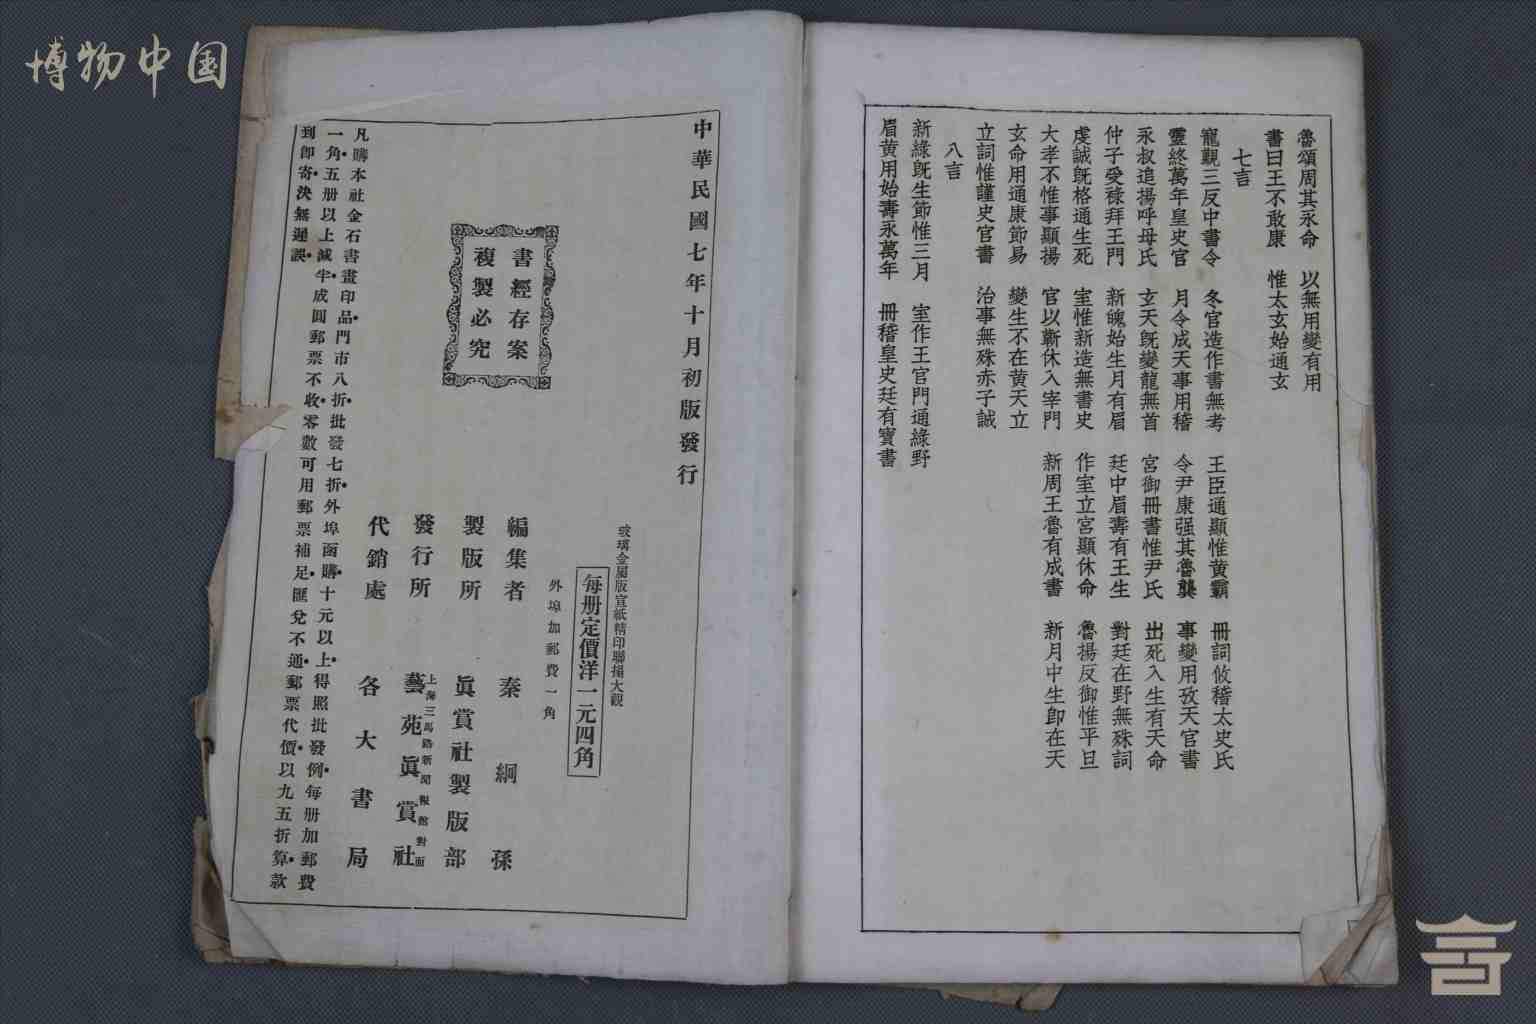 博物中国
魯頌周其永命 以無用變有用
書曰王不敢康 惟太玄始通玄
七言
寵觀三反中書令 冬官造作書無考 王臣通顯惟黄霸 冊詞攸稽太史氏
靈終萬年皇史官 月令成天事用稽 令尹康强其魯龔 事變用攷天官書
永叔追揚呼母氏 玄天旣變龍無首 宮御冊書惟尹氏 出死入生有天命
仲子受祿拜王門 新魄始生月有眉 廷中眉壽有王生 對廷在野無殊詞
虔誠旣格通生死 室惟新造無書史 作室立宮顯休命 魯揚反御惟平旦
大孝不惟事顯揚 官以蘄休入宰門 新周王魯有成書 新月中生卽在天
玄命用通康節易 變生不在黄天立
立詞惟謹史官書 治事無殊赤子誠
八言
新綠旣生節惟三月 室作王官門通綠野
眉黄用始壽永萬年 冊稽皇史廷有寶書
中華民國七年十月初版發行
書經存案
複製必究
玻璃金屬版宣紙精印聯搨大觀
每册定價洋一元四角
外埠加郵費一角
編集者 秦綱孫
製版所 眞賞社製版部
發行所 上海三馬路新聞報館對面 藝苑眞賞社
代銷處 各大書局
凡購本社金石書畫印品門市八折批發七折外埠函購十元以上得照批發例每册加郵費
一角五册以上減半成圓郵票不收零數可用郵票補足匯兌不通郵票代價以九五折算款
到卽寄決無遲誤